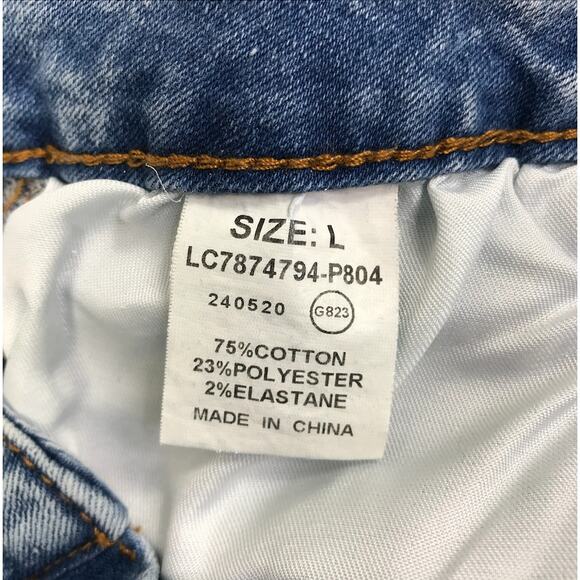 SIZE: L
LC7874794-P804
240520 G823
75%COTTON
23%POLYESTER
2%ELASTANE
MADE IN CHINA